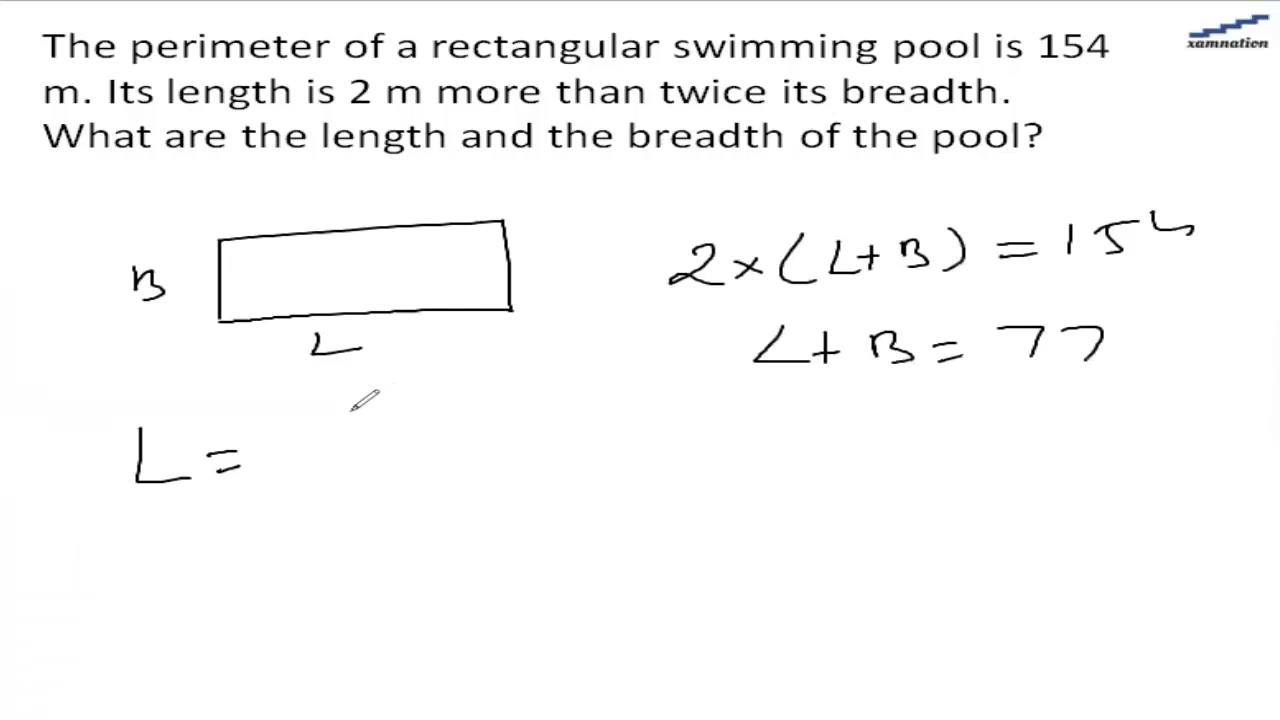 The perimeter of a rectangular swimming pool is 154
m. Its length is 2 m more than twice its breadth.
What are the length and the breadth of the pool?
xamnation
2×(L+B)=154
B
L
L+B=77
L=